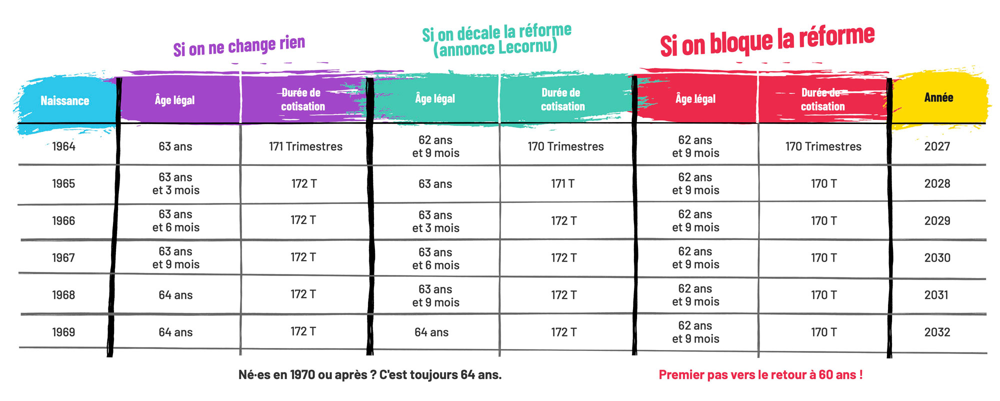 Si on ne change rien
Si on décale la réforme
(annonce Lecornu)
Si on bloque la réforme
Naissance
Âge légal
Durée de
cotisation
Âge légal
Durée de
cotisation
Âge légal
Durée de
cotisation
Année
1964
63 ans
171 Trimestres
62 ans
et 9 mois
170 Trimestres
62 ans
et 9 mois
170 Trimestres
2027
1965
63 ans
et 3 mois
172 T
63 ans
171 T
62 ans
et 9 mois
170 T
2028
1966
63 ans
et 6 mois
172 T
63 ans
et 3 mois
172 T
62 ans
et 9 mois
170 T
2029
1967
63 ans
et 9 mois
172 T
63 ans
et 6 mois
172 T
62 ans
et 9 mois
170 T
2030
1968
64 ans
172 T
63 ans
et 9 mois
172 T
62 ans
et 9 mois
170 T
2031
1969
64 ans
172 T
64 ans
172 T
62 ans
et 9 mois
170 T
2032
Né·es en 1970 ou après ? C'est toujours 64 ans.
Premier pas vers le retour à 60 ans !